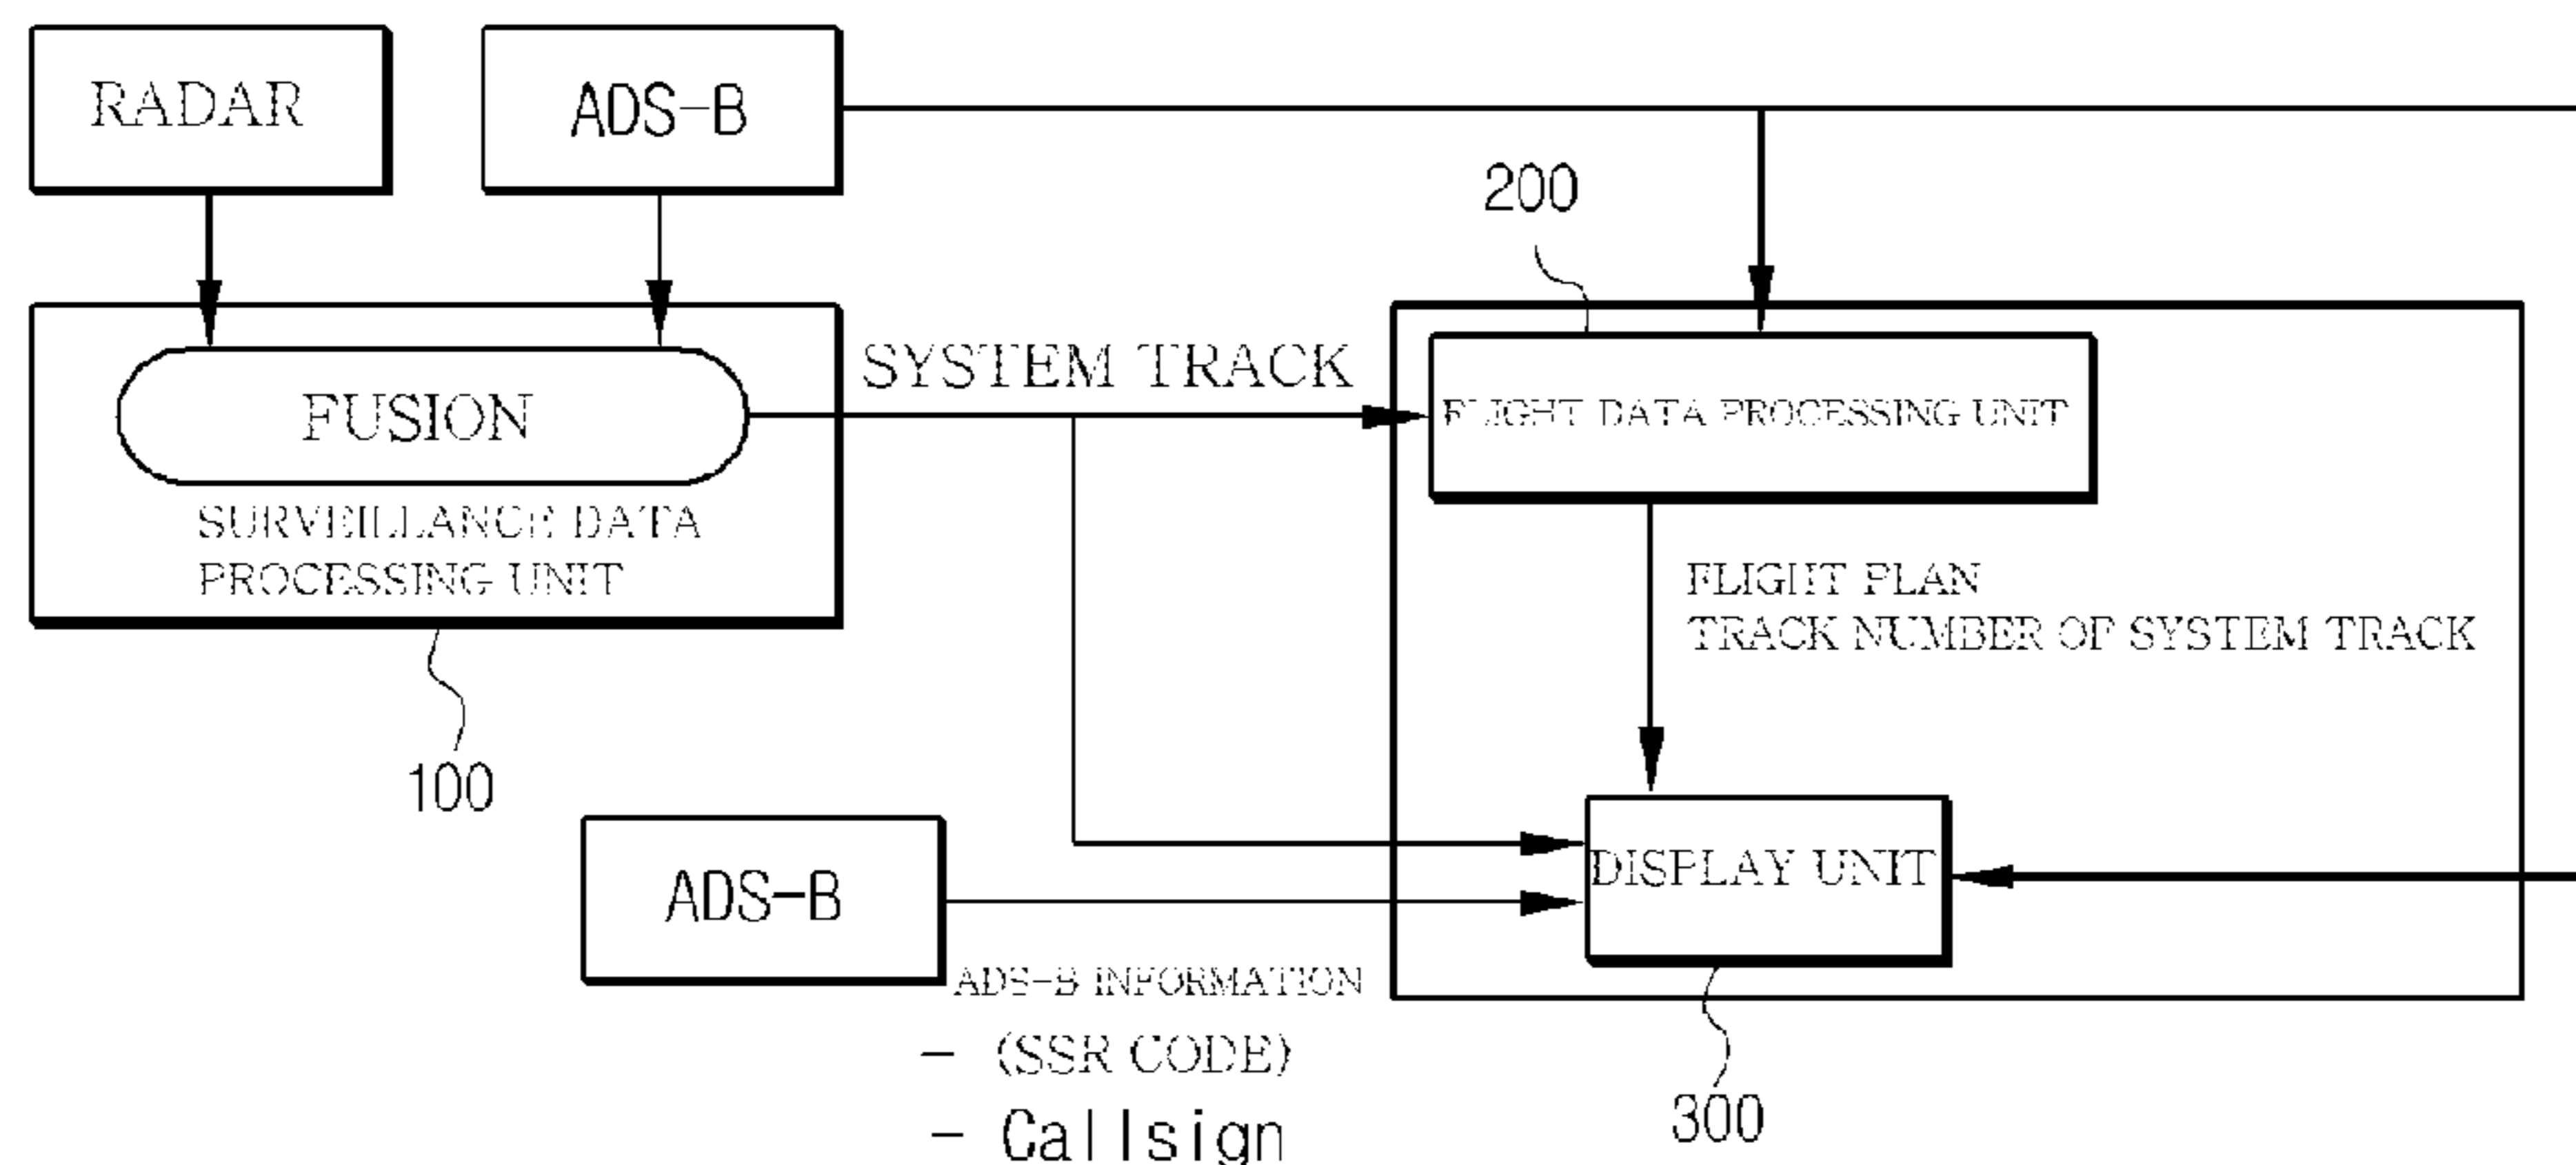 RADAR
ADS-B
200
FUSION
SURVEILLANCE DATA
PROCESSING UNIT
100
SYSTEM TRACK
FLIGHT DATA PROCESSING UNIT
FLIGHT PLAN
TRACK NUMBER OF SYSTEM TRACK
ADS-B
DISPLAY UNIT
ADS-B INFORMATION
- (SSR CODE)
- Callsign
300